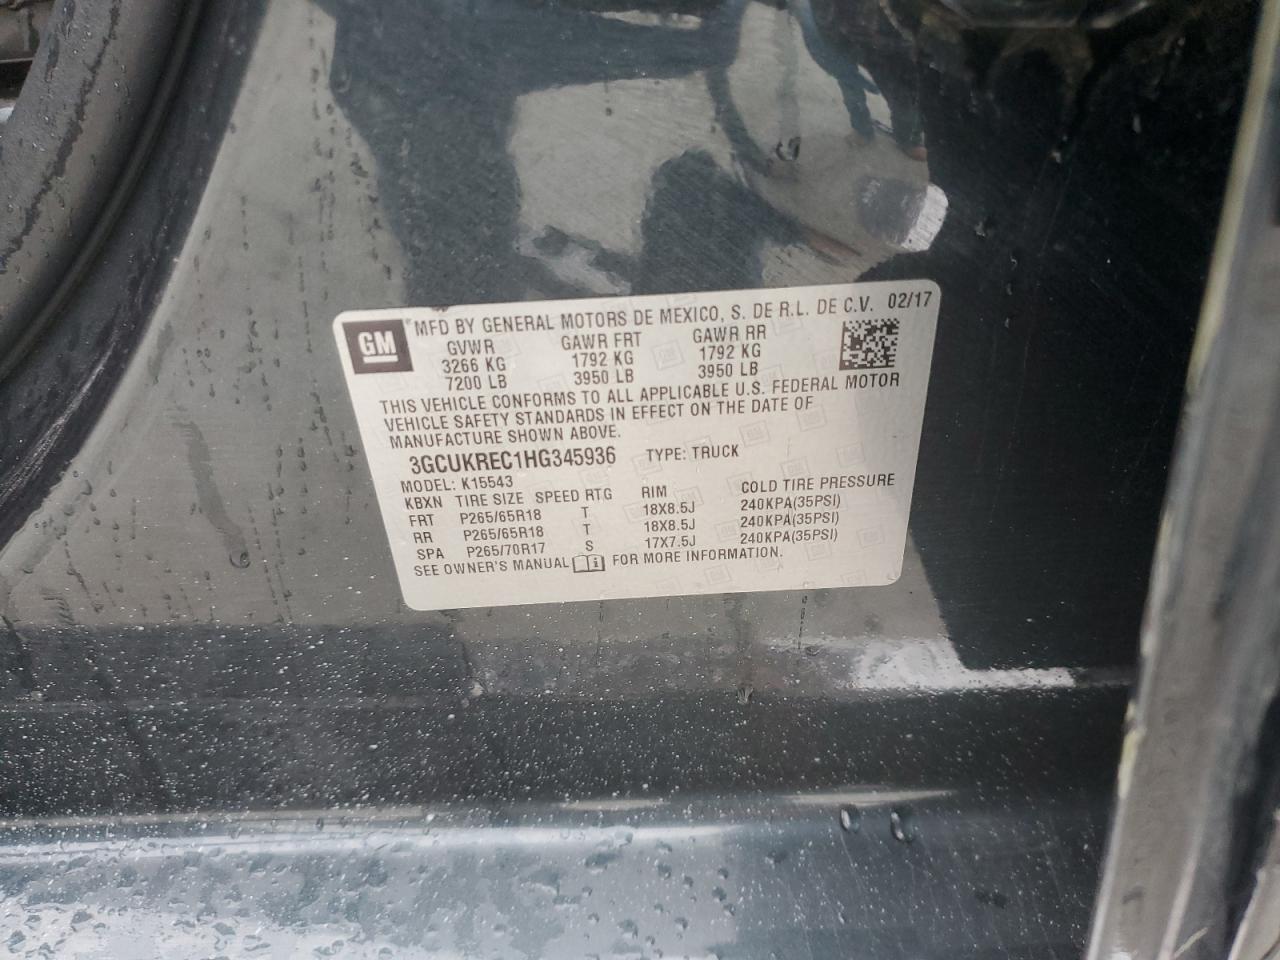 GM
MFD BY GENERAL MOTORS DE MEXICO, S. DE R.L. DE C.V. 02/17
GVWR GAWR FRT GAWR RR
3266 KG 1792 KG 1792 KG
7200 LB 3950 LB 3950 LB
THIS VEHICLE CONFORMS TO ALL APPLICABLE U.S. FEDERAL MOTOR
VEHICLE SAFETY STANDARDS IN EFFECT ON THE DATE OF
MANUFACTURE SHOWN ABOVE.
3GCUKREC1HG345936 TYPE: TRUCK
MODEL: K15543
KBXN TIRE SIZE SPEED RTG RIM COLD TIRE PRESSURE
FRT P265/65R18 T 18X8.5J 240KPA(35PSI)
RR P265/65R18 T 18X8.5J 240KPA(35PSI)
SPA P265/70R17 S 17X7.5J 240KPA(35PSI)
SEE OWNER'S MANUAL i FOR MORE INFORMATION.